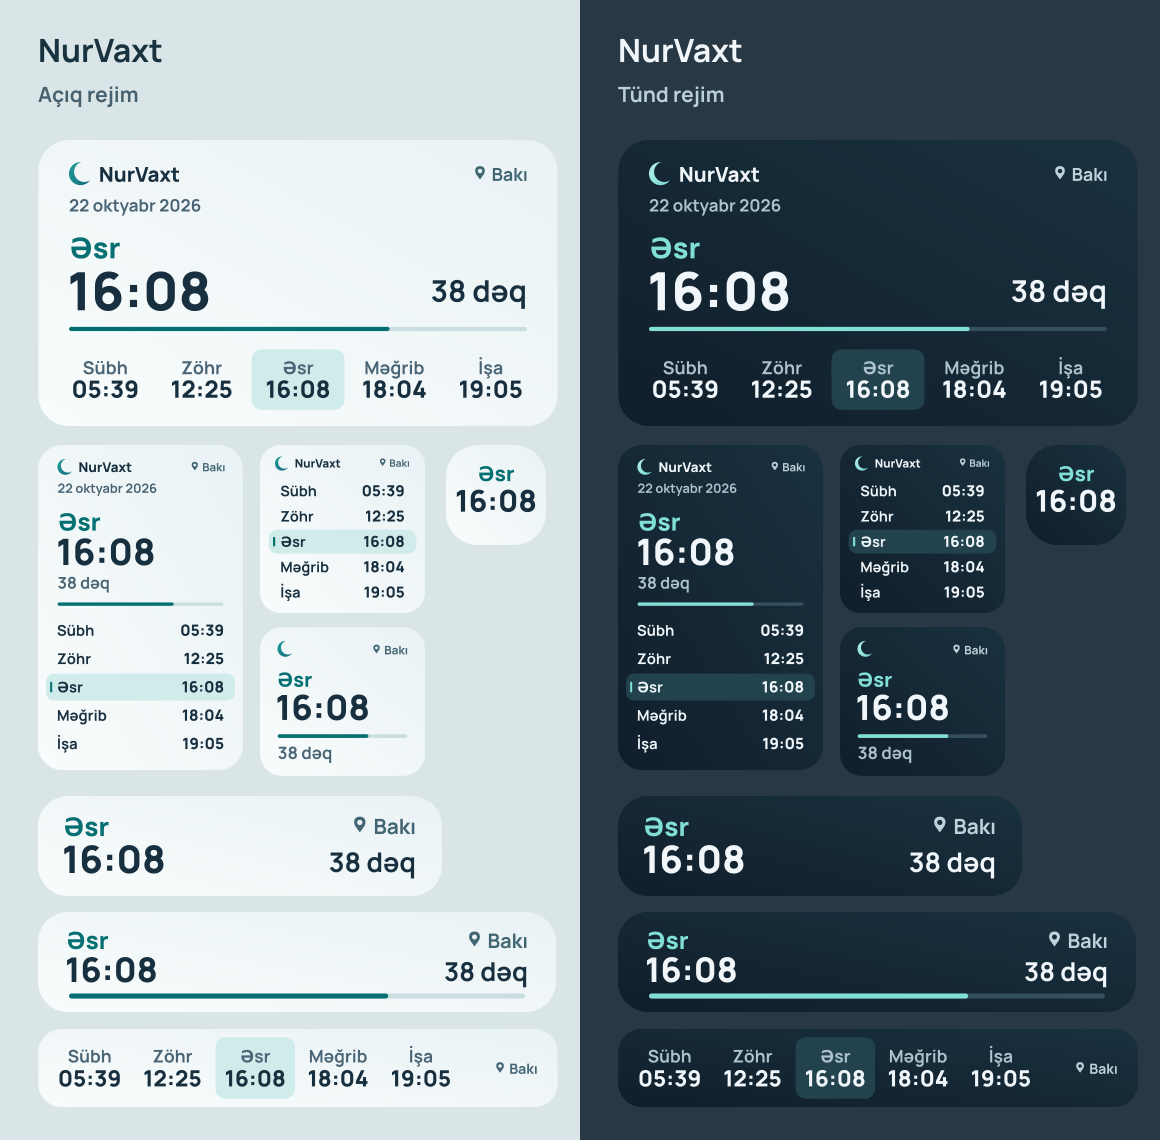 NurVaxt
Açıq rejim
NurVaxt
Bakı
22 oktyabr 2026
Əsr
16:08
38 dəq
Sübh
Zöhr
Əsr
Məğrib
İşa
05:39
12:25
16:08
18:04
19:05
NurVaxt
Bakı
22 oktyabr 2026
Əsr
16:08
38 dəq
Sübh 05:39
Zöhr 12:25
Əsr 16:08
Məğrib 18:04
İşa 19:05
NurVaxt
Bakı
Sübh 05:39
Zöhr 12:25
Əsr 16:08
Məğrib 18:04
İşa 19:05
Əsr
16:08
Bakı
Əsr
16:08
38 dəq
Əsr
Bakı
16:08
38 dəq
Əsr
Bakı
16:08
38 dəq
Sübh
Zöhr
Əsr
Məğrib
İşa
05:39
12:25
16:08
18:04
19:05
Bakı
NurVaxt
Tünd rejim
NurVaxt
Bakı
22 oktyabr 2026
Əsr
16:08
38 dəq
Sübh
Zöhr
Əsr
Məğrib
İşa
05:39
12:25
16:08
18:04
19:05
NurVaxt
Bakı
22 oktyabr 2026
Əsr
16:08
38 dəq
Sübh 05:39
Zöhr 12:25
Əsr 16:08
Məğrib 18:04
İşa 19:05
NurVaxt
Bakı
Sübh 05:39
Zöhr 12:25
Əsr 16:08
Məğrib 18:04
İşa 19:05
Əsr
16:08
Bakı
Əsr
16:08
38 dəq
Əsr
Bakı
16:08
38 dəq
Əsr
Bakı
16:08
38 dəq
Sübh
Zöhr
Əsr
Məğrib
İşa
05:39
12:25
16:08
18:04
19:05
Bakı